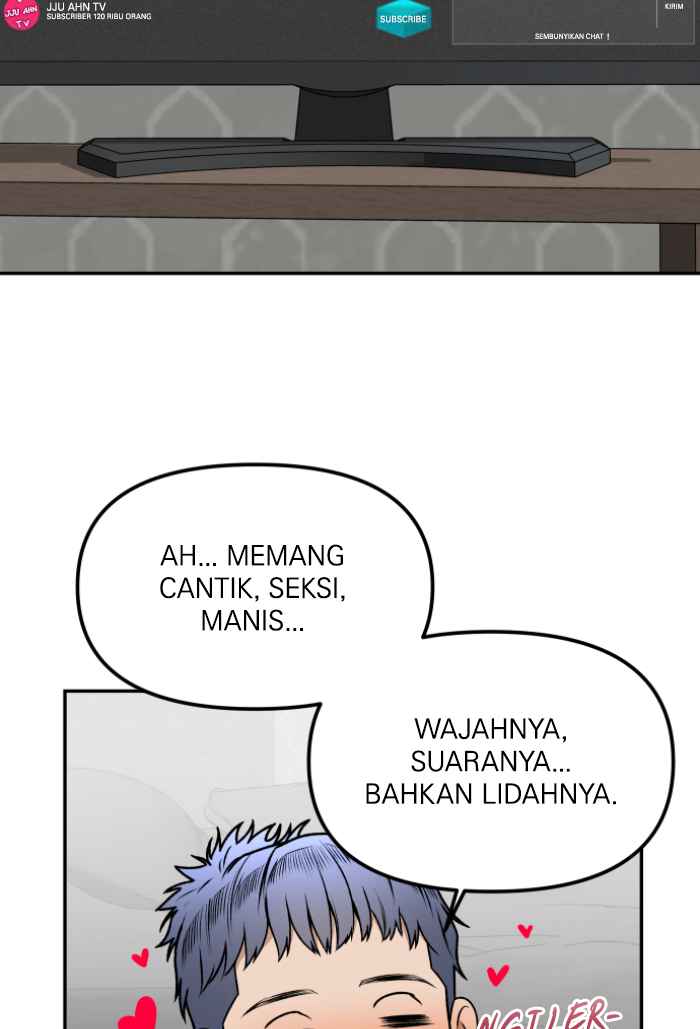 JJU AHN
TV
JJU AHN TV
SUBSCRIBER 120 RIBU ORANG
SUBSCRIBE
KIRIM
SEMBUNYIKAN CHAT !
AH... MEMANG
CANTIK, SEKSI,
MANIS...
WAJAHNYA,
SUARANYA...
BAHKAN LIDAHNYA.
NGILER-